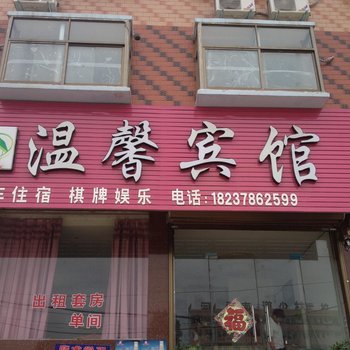 温馨宾馆
住宿 棋牌娱乐 电话:18237862599
出租套房
单间
福